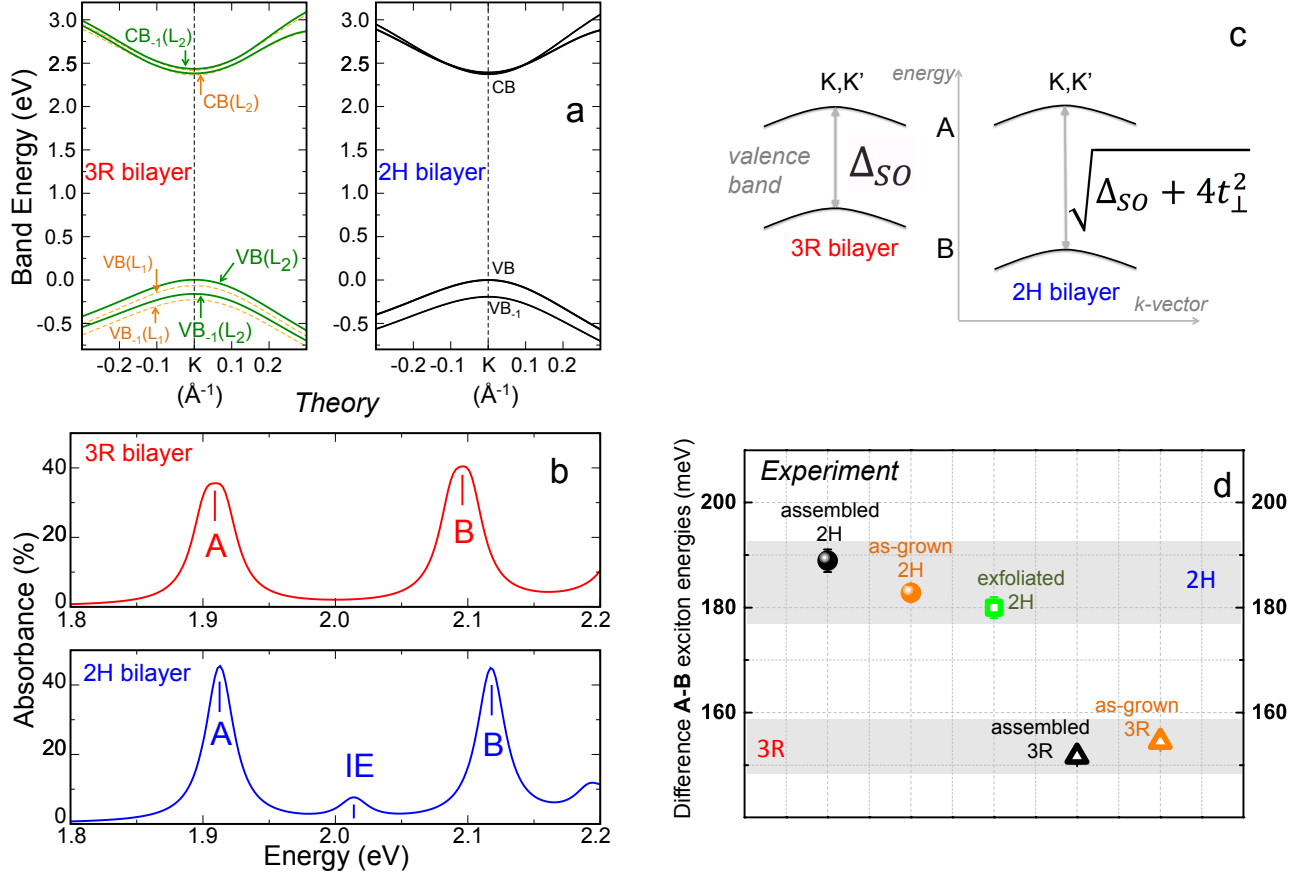 3.0
2.5
2.0
1.5
1.0
0.5
0.0
-0.5
Band Energy (eV)
CB₋₁(L₂)
CB(L₂)
3R bilayer
VB(L₁)
VB(L₂)
VB₋₁(L₁)
VB₋₁(L₂)
-0.2 -0.1 K 0.1 0.2
(Å⁻¹)
a
CB
2H bilayer
VB
VB₋₁
-0.2 -0.1 K 0.1 0.2
(Å⁻¹)
Theory
c
energy
K,K’
K,K’
A
valence
band
Δ_SO
√(Δ_SO + 4t_⊥²)
3R bilayer
B
2H bilayer
k-vector
3R bilayer
b
40
20
0
A
B
1.8 1.9 2.0 2.1 2.2
Absorbance (%)
2H bilayer
40
20
0
A
IE
B
1.8 1.9 2.0 2.1 2.2
Energy (eV)
Experiment
d
Difference A-B exciton energies (meV)
200
180
160
200
180
160
assembled
2H
as-grown
2H
exfoliated
2H
2H
assembled
3R
as-grown
3R
3R